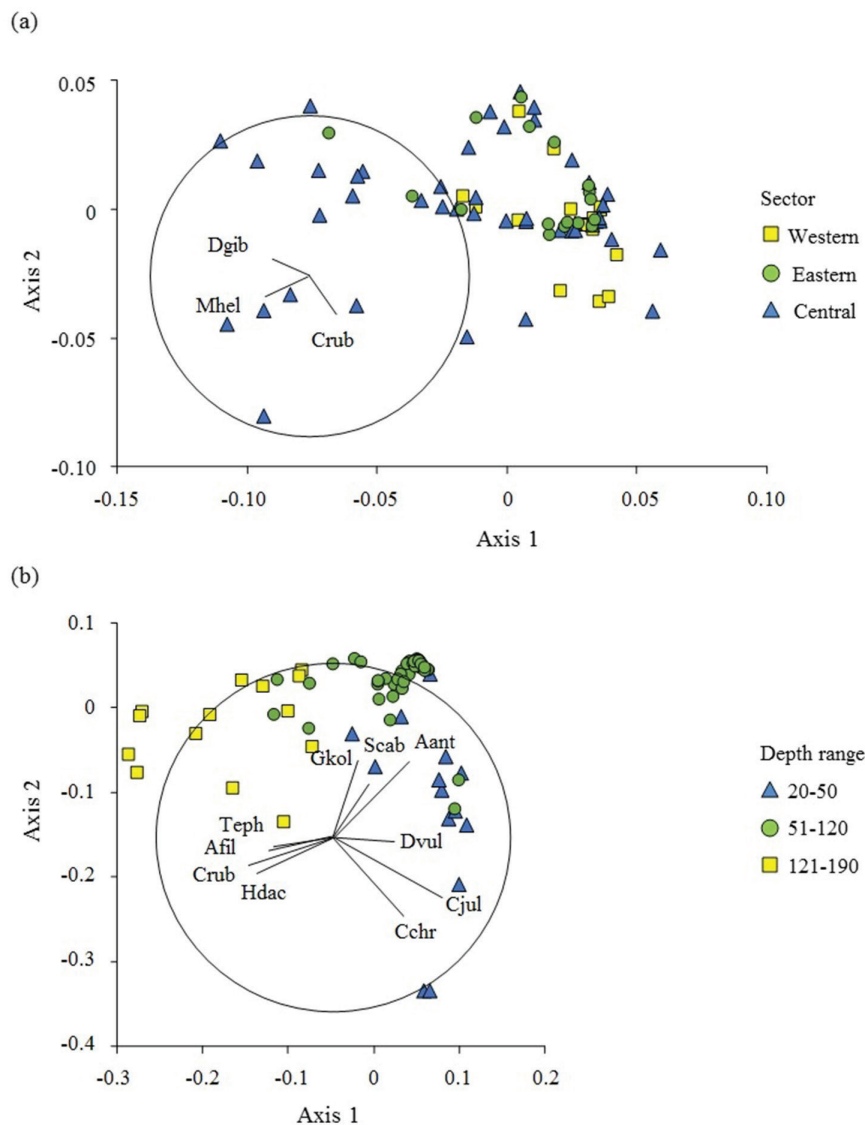 (a)
0.05
0
-0.05
-0.10
Axis 2
Dgib
Mhel
Crub
-0.15
-0.10
-0.05
0
0.05
0.10
Axis 1
Sector
Western
Eastern
Central
(b)
0.1
0
-0.1
-0.2
-0.3
-0.4
Axis 2
Gkol
Scab
Aant
Teph
Afil
Crub
Hdac
Dvul
Cjul
Cchr
-0.3
-0.2
-0.1
0
0.1
0.2
Axis 1
Depth range
20-50
51-120
121-190